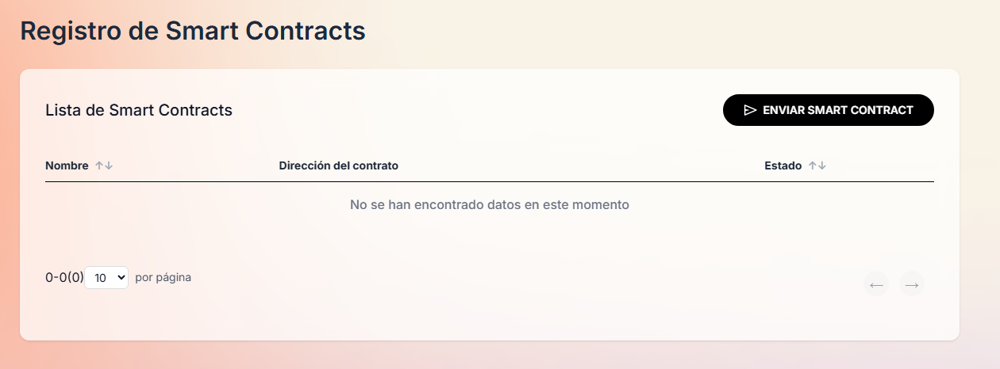 Registro de Smart Contracts
Lista de Smart Contracts
ENVIAR SMART CONTRACT
Nombre ↑↓ Dirección del contrato Estado ↑↓
No se han encontrado datos en este momento
0-0(0) 10 por página
← →